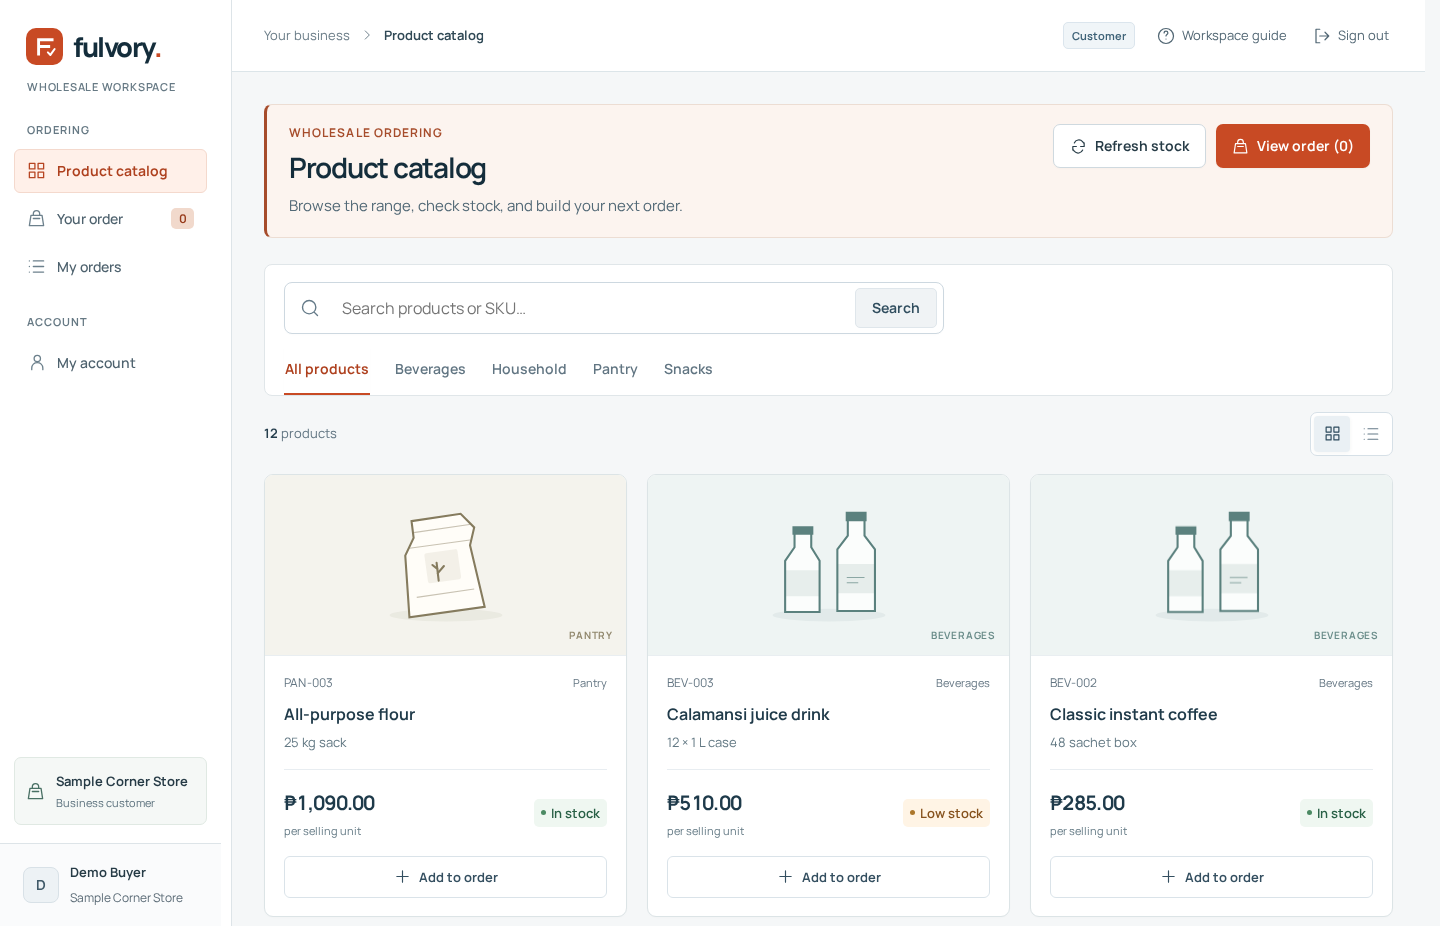 fulvory.
WHOLESALE WORKSPACE
ORDERING
Product catalog
Your order 0
My orders
ACCOUNT
My account
Sample Corner Store
Business customer
D
Demo Buyer
Sample Corner Store
Your business > Product catalog
Customer
Workspace guide
Sign out
WHOLESALE ORDERING
Product catalog
Browse the range, check stock, and build your next order.
Refresh stock
View order (0)
Search products or SKU...
Search
All products Beverages Household Pantry Snacks
12 products
PANTRY
PAN-003 Pantry
All-purpose flour
25 kg sack
₱1,090.00
per selling unit
In stock
+ Add to order
BEVERAGES
BEV-003 Beverages
Calamansi juice drink
12 × 1 L case
₱510.00
per selling unit
Low stock
+ Add to order
BEVERAGES
BEV-002 Beverages
Classic instant coffee
48 sachet box
₱285.00
per selling unit
In stock
+ Add to order